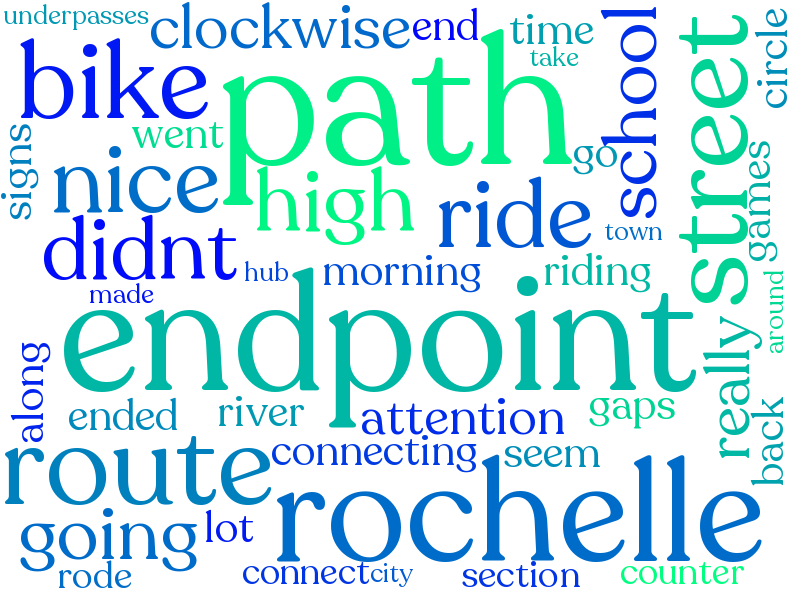 underpasses
clockwise
end
time
take
circle
bike
path
school
street
signs
went
go
nice
high
ride
games
didnt
town
hub
morning
riding
made
endpoint
around
along
ended
river
attention
gaps
really
back
route
connecting
seem
rochelle
going
lot
rode
connect
city
section
counter